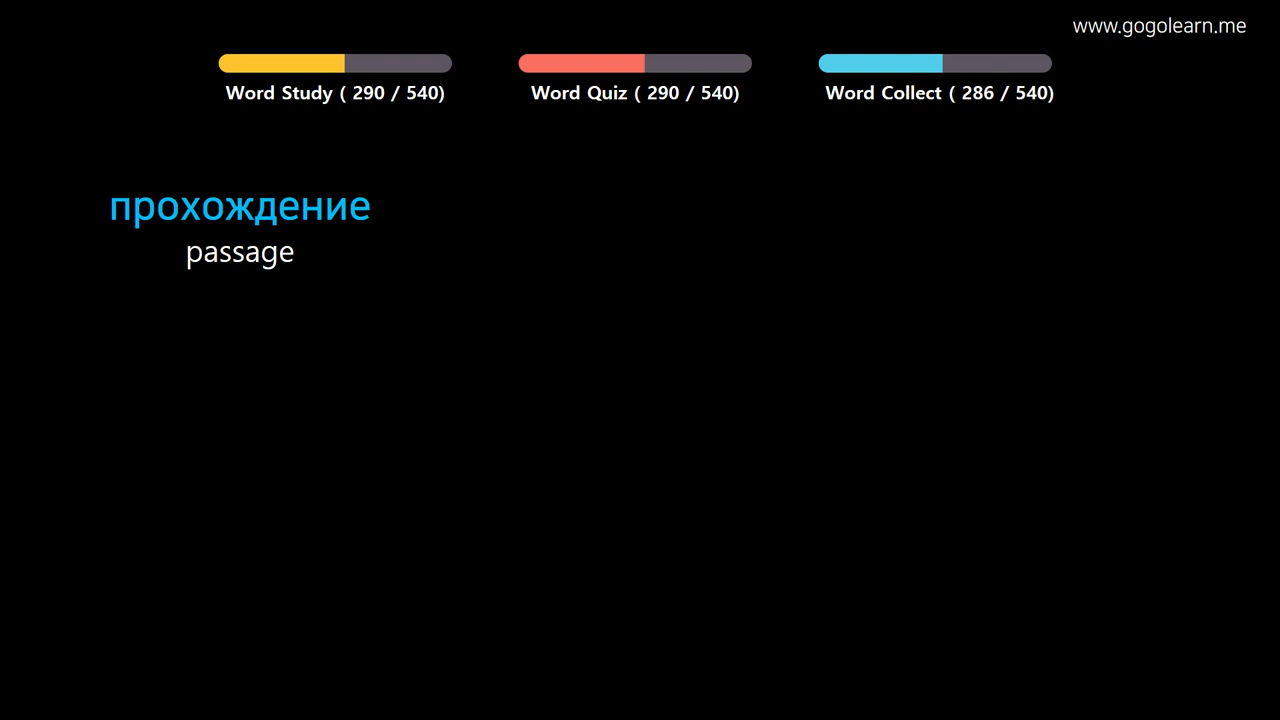 www.gogolearn.me
Word Study ( 290 / 540)
Word Quiz ( 290 / 540)
Word Collect ( 286 / 540)
прохождение
passage